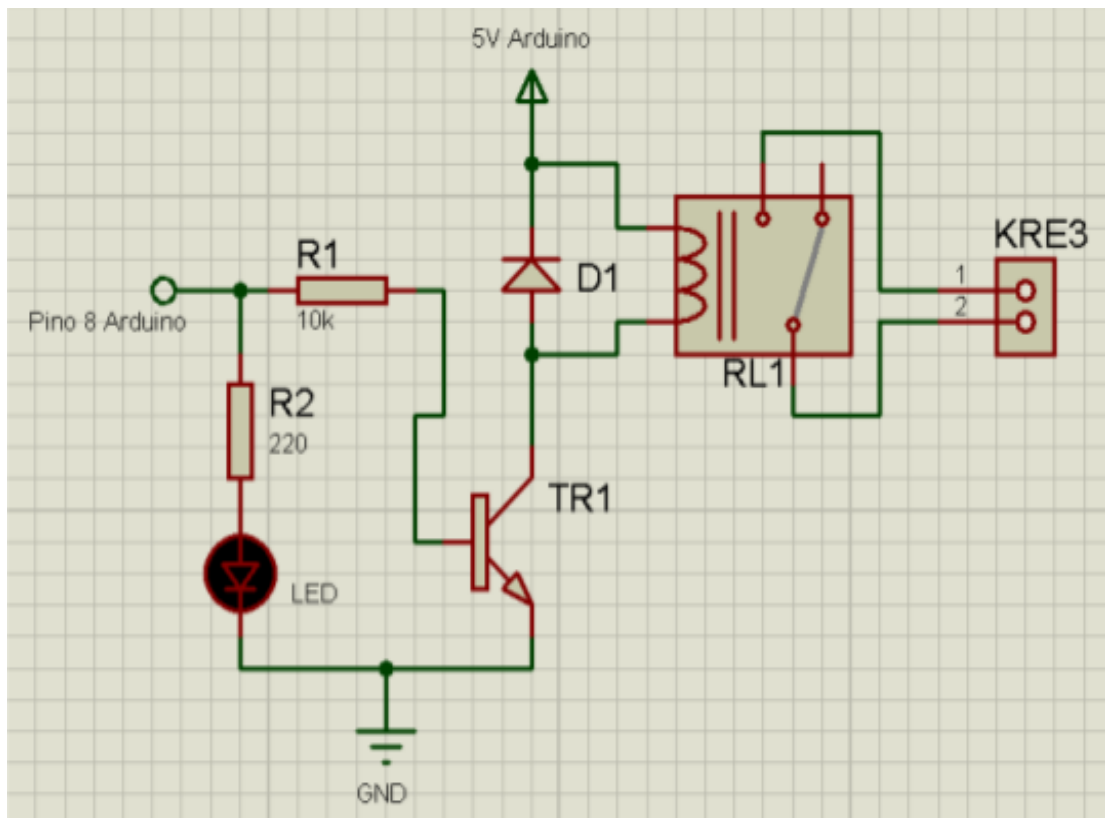 5V Arduino
R1
10k
Pino 8 Arduino
D1
KRE3
1
2
RL1
R2
220
TR1
LED
GND